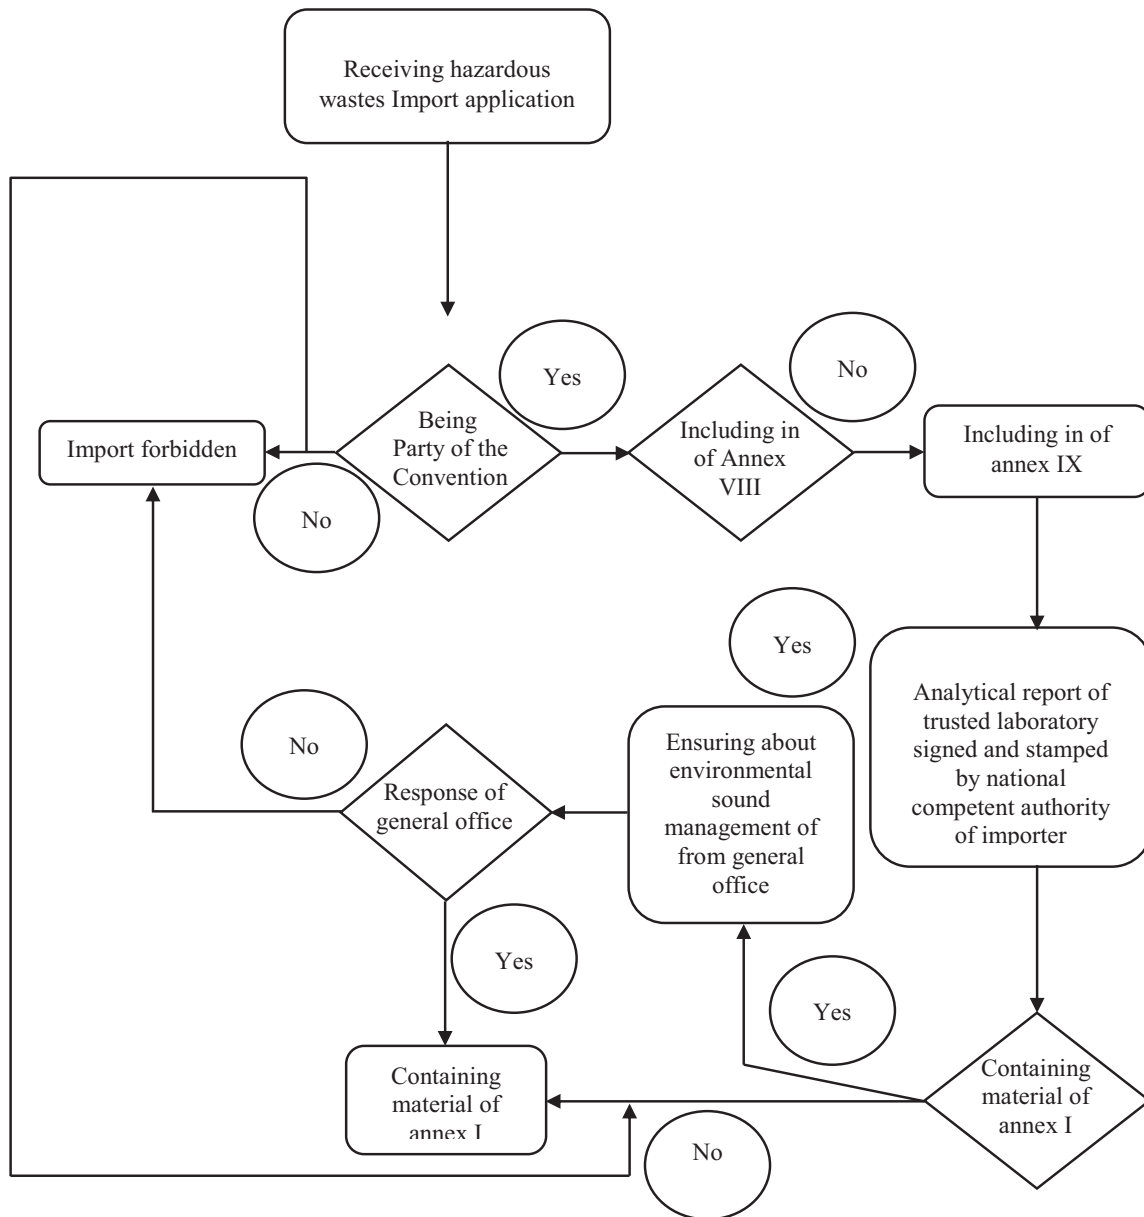 Receiving hazardous
wastes Import application
Yes
No
Being
Party of the
Convention
Including in
of Annex
VIII
Including in of
annex IX
Import forbidden
No
Yes
Analytical report of
trusted laboratory
signed and stamped
by national
competent authority
of importer
No
Ensuring about
environmental
sound
management of
from general
office
Response of
general office
Yes
Yes
Containing
material of
annex I
Containing
material of
annex I
No